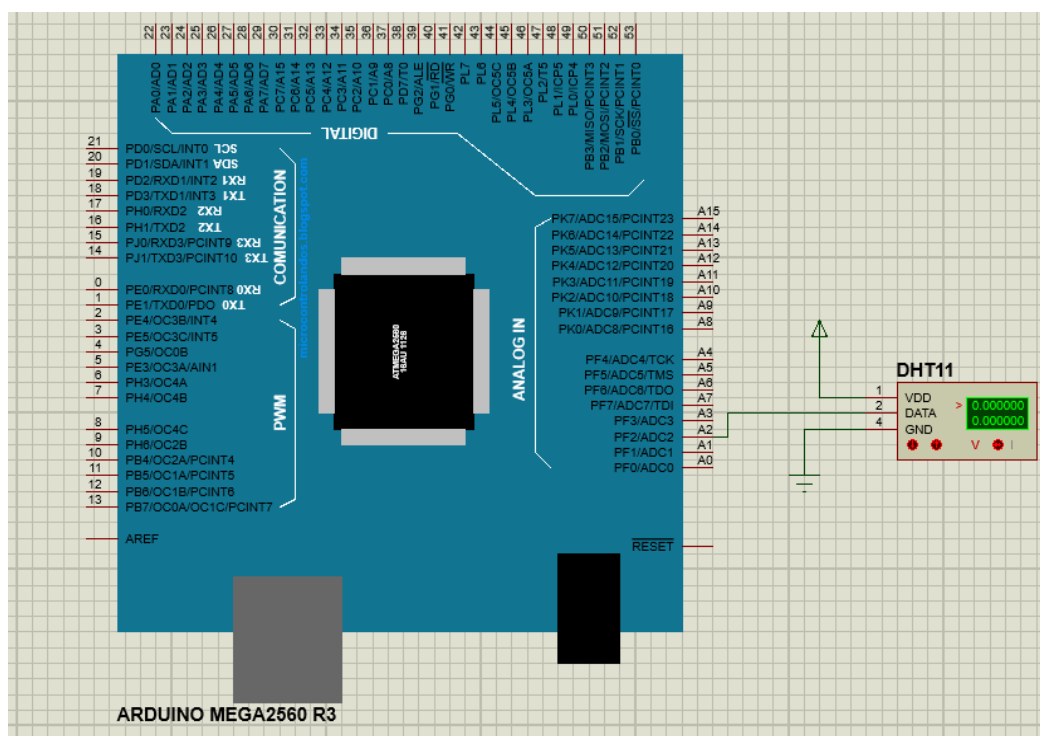 22 23 24 25 26 27 28 29 30 31 32 33 34 35 36 37 38 39 40 41 42 43 44 45 46 47 48 49 50 51 52 53
PA0/AD0
PA1/AD1
PA2/AD2
PA3/AD3
PA4/AD4
PA5/AD5
PA6/AD6
PA7/AD7
PC7/A15
PC6/A14
PC5/A13
PC4/A12
PC3/A11
PC2/A10
PC1/A9
PC0/A8
PD7/T0
PG2/ALE
PG1/RD
PG0/WR
PL7
PL6
PL5/OC5C
PL4/OC5B
PL3/OC5A
PL2/T5
PL1/ICP5
PL0/ICP4
PB3/MISO/PCINT3
PB2/MOSI/PCINT2
PB1/SCK/PCINT1
PB0/SS/PCINT0
DIGITAL
21 PD0/SCL/INT0 SCL
20 PD1/SDA/INT1 SDA
19 PD2/RXD1/INT2 RX1
18 PD3/TXD1/INT3 TX1
17 PH0/RXD2 RX2
16 PH1/TXD2 TX2
15 PJ0/RXD3/PCINT9 RX3
14 PJ1/TXD3/PCINT10 TX3
COMUNICATION
microcontrolandos.blogspot.com
0 PE0/RXD0/PCINT8 RX0
1 PE1/TXD0/PDO TX0
2 PE4/OC3B/INT4
3 PE5/OC3C/INT5
4 PG5/OC0B
5 PE3/OC3A/AIN1
6 PH3/OC4A
7 PH4/OC4B
8 PH5/OC4C
9 PH6/OC2B
10 PB4/OC2A/PCINT4
11 PB5/OC1A/PCINT5
12 PB6/OC1B/PCINT6
13 PB7/OC0A/OC1C/PCINT7
PWM
AREF
ATMEGA2560
16AU 1126
ANALOG IN
PK7/ADC15/PCINT23 A15
PK6/ADC14/PCINT22 A14
PK5/ADC13/PCINT21 A13
PK4/ADC12/PCINT20 A12
PK3/ADC11/PCINT19 A11
PK2/ADC10/PCINT18 A10
PK1/ADC9/PCINT17 A9
PK0/ADC8/PCINT16 A8
PF4/ADC4/TCK A4
PF5/ADC5/TMS A5
PF6/ADC6/TDO A6
PF7/ADC7/TDI A7
PF3/ADC3 A3
PF2/ADC2 A2
PF1/ADC1 A1
PF0/ADC0 A0
RESET
DHT11
1 VDD
2 DATA
4 GND
> 0.000000
0.000000
V I
ARDUINO MEGA2560 R3